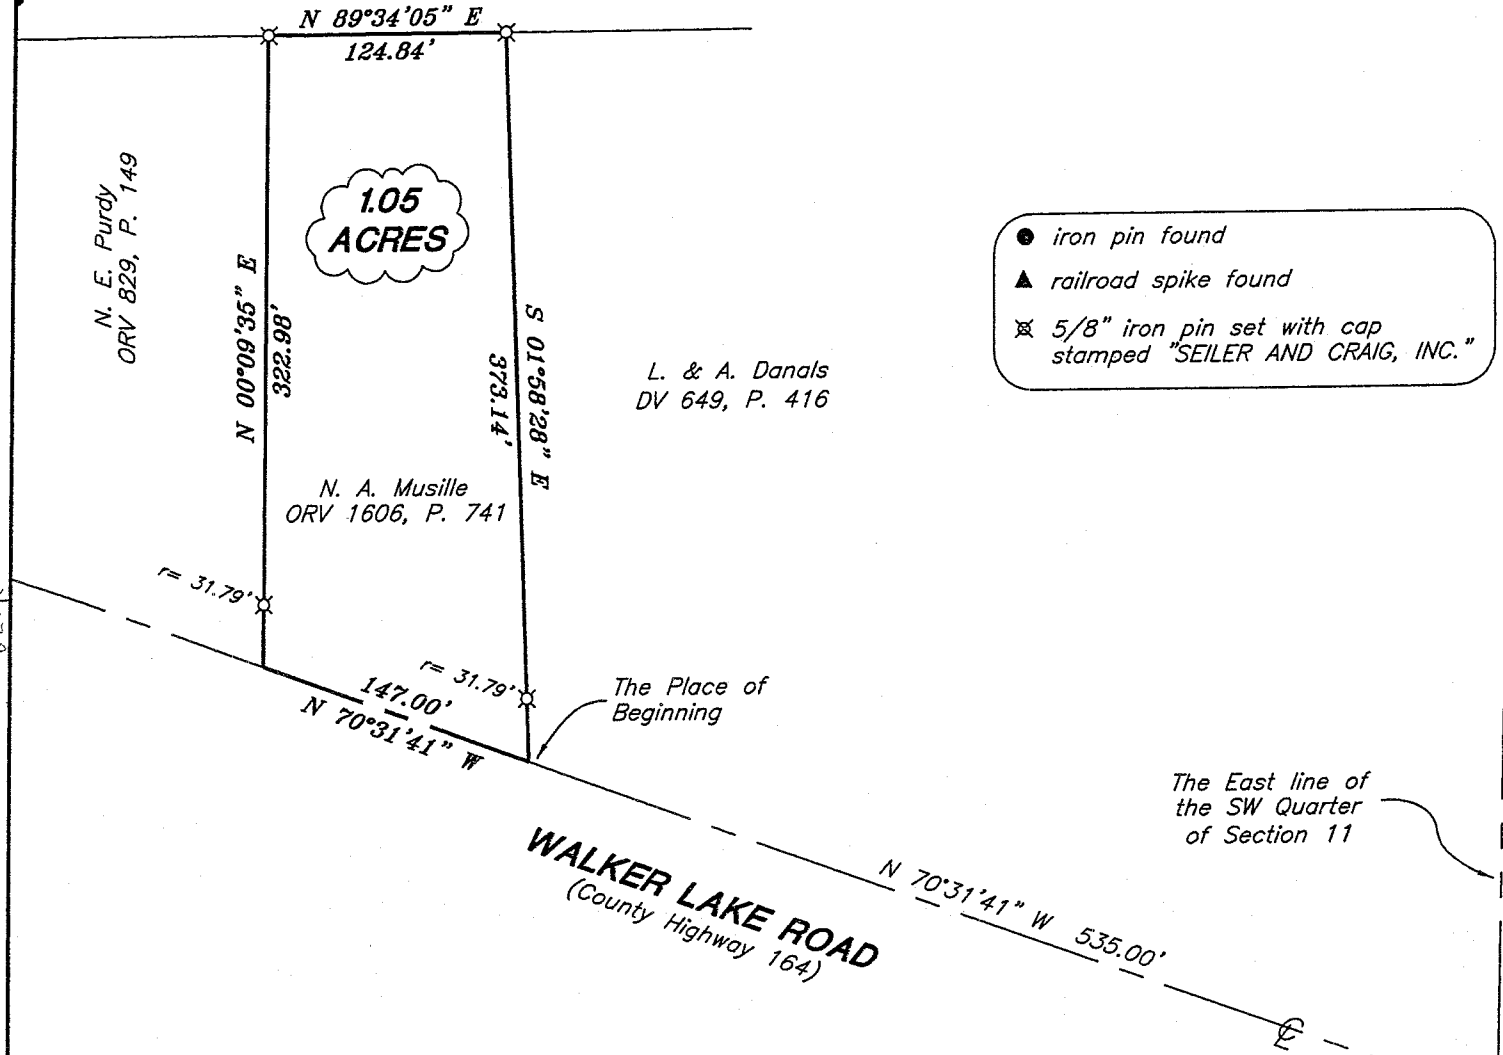 N 89°34'05" E
124.84'
1.05
ACRES
N. E. Purdy
ORV 829, P. 149
N 00°09'35" E
322.98'
S 01°58'28" E
373.14'
L. & A. Danals
DV 649, P. 416
iron pin found
railroad spike found
5/8" iron pin set with cap
stamped "SEILER AND CRAIG, INC."
N. A. Musille
ORV 1606, P. 741
r= 31.79'
r= 31.79'
147.00'
N 70°31'41" W
The Place of
Beginning
The East line of
the SW Quarter
of Section 11
WALKER LAKE ROAD
(County Highway 164)
N 70°31'41" W 535.00'